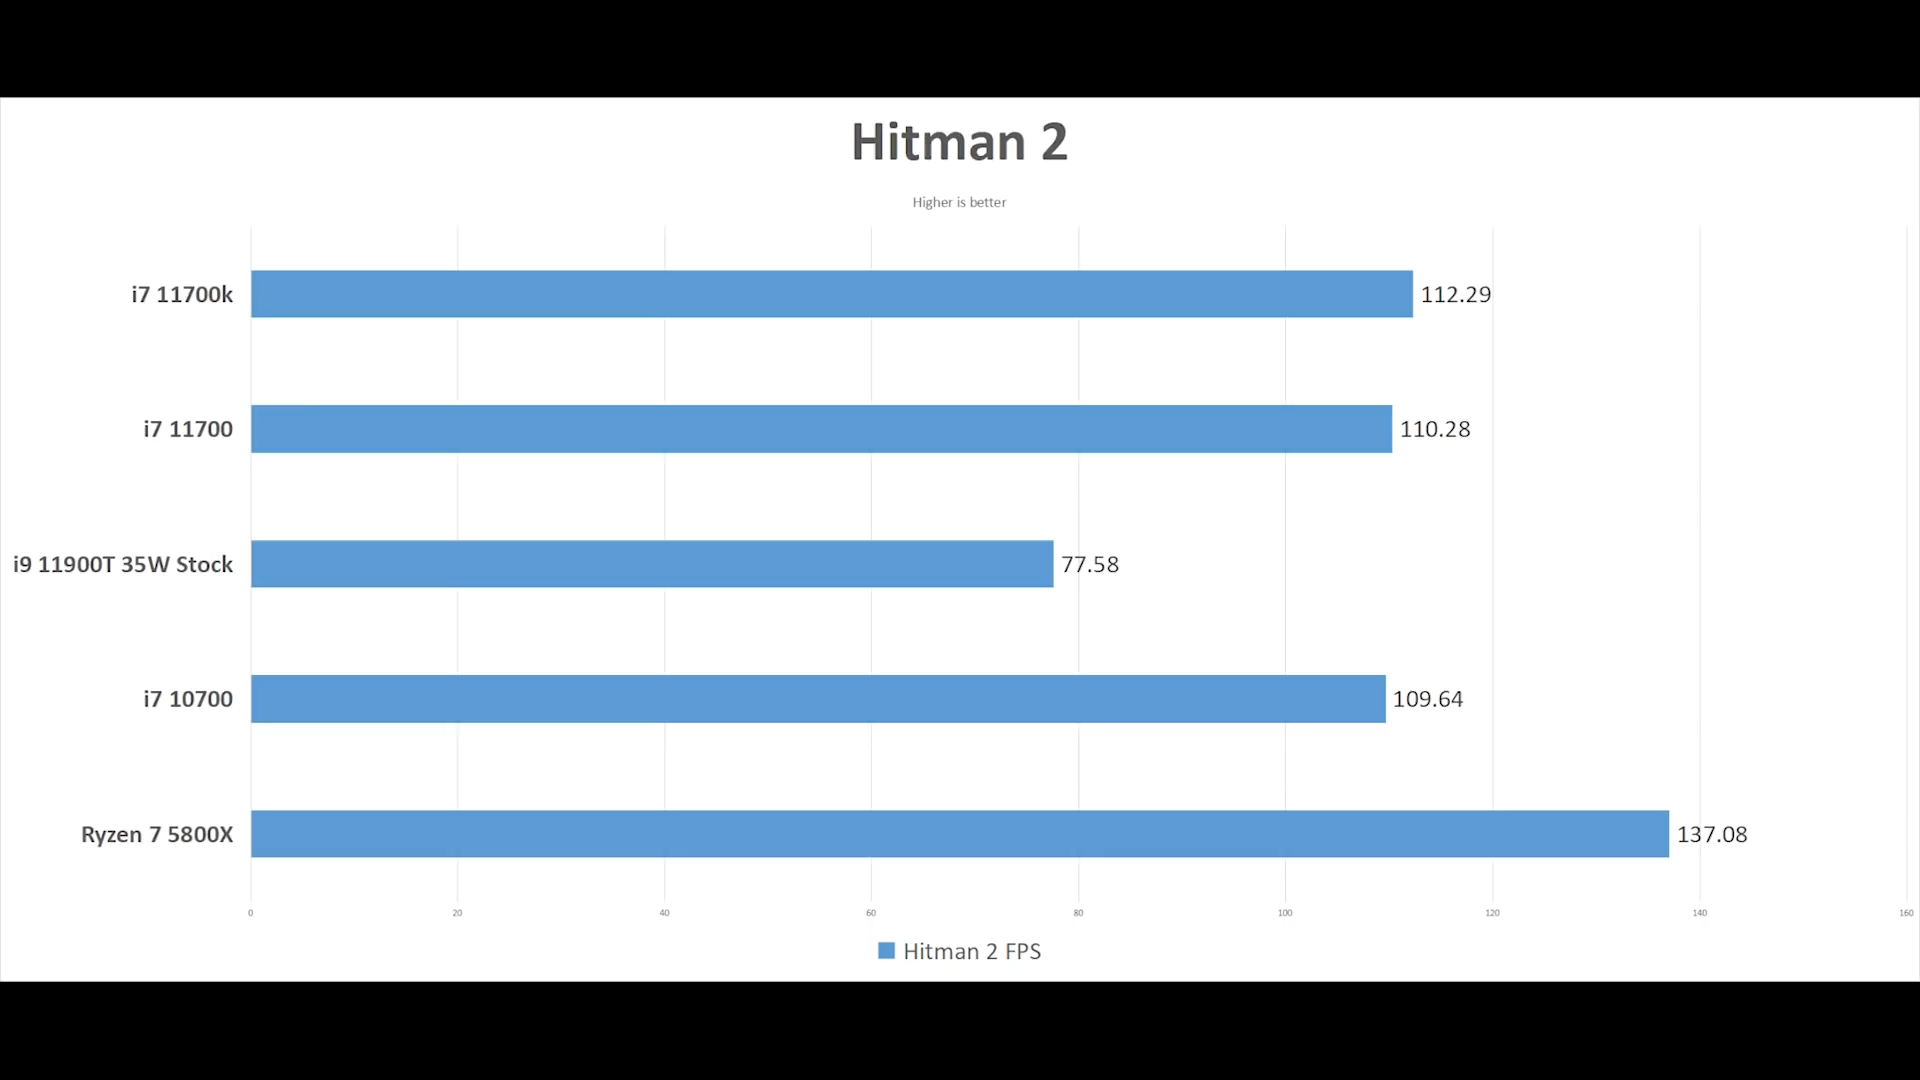 Hitman 2
Higher is better
i7 11700k 112.29
i7 11700 110.28
i9 11900T 35W Stock 77.58
i7 10700 109.64
Ryzen 7 5800X 137.08
0 20 40 60 80 100 120 140 160
Hitman 2 FPS